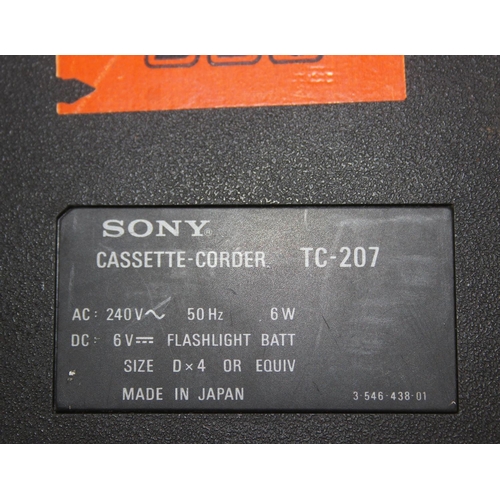 SONY®
CASSETTE-CORDER. TC-207
AC: 240V～ 50Hz 6W
DC: 6V⎓ FLASHLIGHT BATT
SIZE D×4 OR EQUIV
MADE IN JAPAN 3-546-438-01